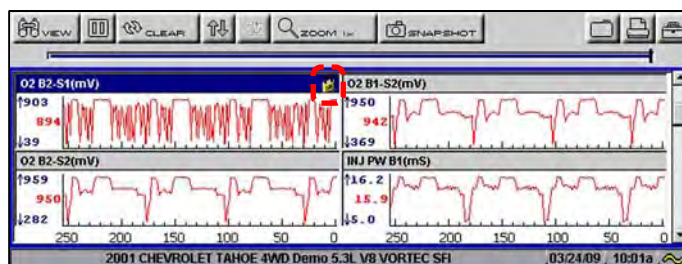 VIEW CLEAR ZOOM 1x SNAPSHOT
O2 B2-S1(mV) O2 B1-S2(mV)
↑903 ↑950
894 942
↓39 ↓369
O2 B2-S2(mV) INJ PW B1(mS)
↑959 ↑16.2
950 15.9
↓282 ↓5.0
250 200 150 100 50 0 250 200 150 100 50 0
2001 CHEVROLET TAHOE 4WD Demo 5.3L V8 VORTEC SFI 03/24/09 10:01a